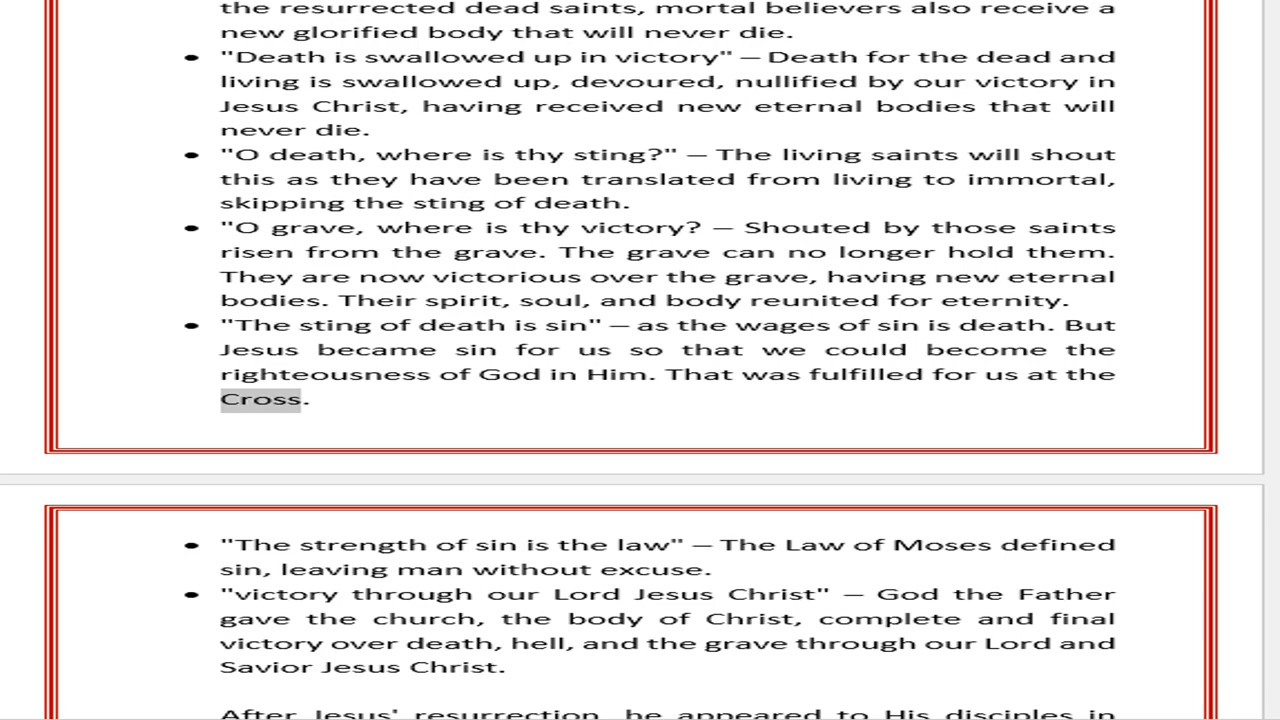 the resurrected dead saints, mortal believers also receive a
new glorified body that will never die.
• "Death is swallowed up in victory" – Death for the dead and
living is swallowed up, devoured, nullified by our victory in
Jesus Christ, having received new eternal bodies that will
never die.
• "O death, where is thy sting?" – The living saints will shout
this as they have been translated from living to immortal,
skipping the sting of death.
• "O grave, where is thy victory? – Shouted by those saints
risen from the grave. The grave can no longer hold them.
They are now victorious over the grave, having new eternal
bodies. Their spirit, soul, and body reunited for eternity.
• "The sting of death is sin" – as the wages of sin is death. But
Jesus became sin for us so that we could become the
righteousness of God in Him. That was fulfilled for us at the
Cross.
• "The strength of sin is the law" – The Law of Moses defined
sin, leaving man without excuse.
• "victory through our Lord Jesus Christ" – God the Father
gave the church, the body of Christ, complete and final
victory over death, hell, and the grave through our Lord and
Savior Jesus Christ.
After Jesus' resurrection, he appeared to His disciples in